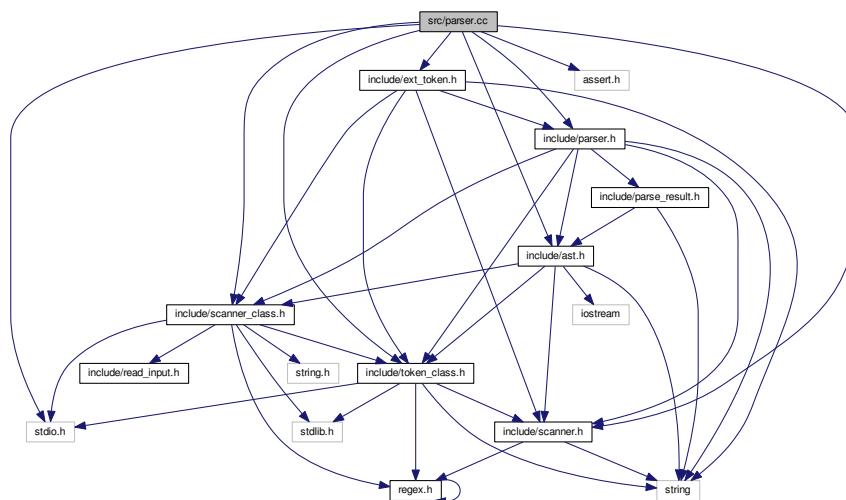 src/parser.cc
include/ext_token.h
assert.h
include/parser.h
include/parse_result.h
include/ast.h
include/scanner_class.h
iostream
include/read_input.h
string.h
include/token_class.h
stdio.h
stdlib.h
include/scanner.h
regex.h
string